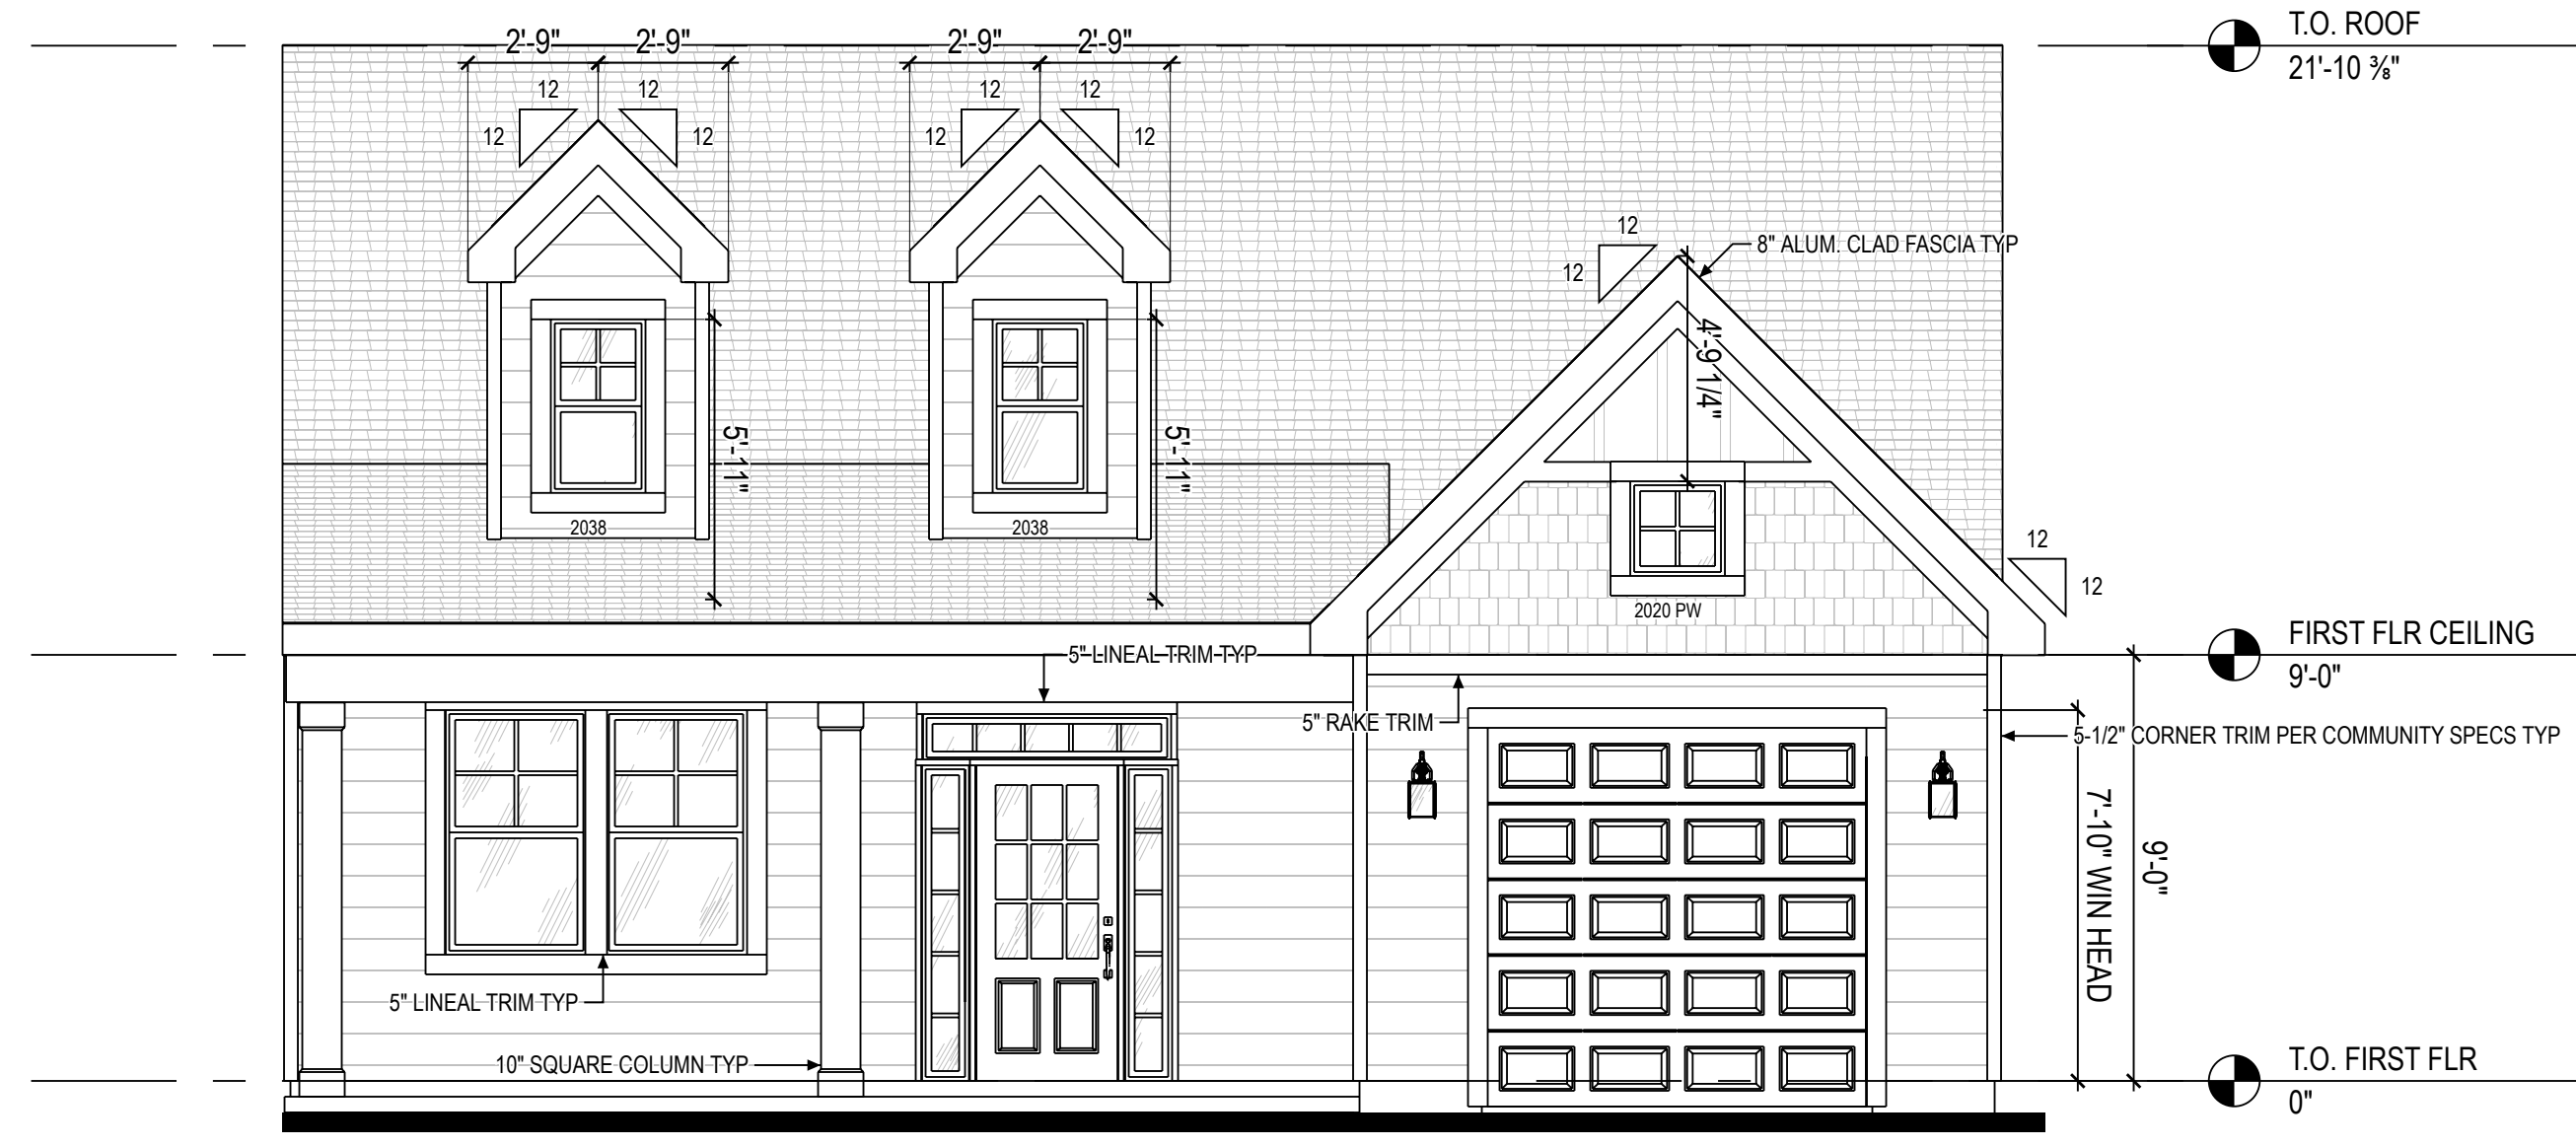 T.O. ROOF
21'-10 ⅜"
2'-9" 2'-9" 2'-9" 2'-9"
12 12 12 12
12 12 12 12
12
8" ALUM. CLAD FASCIA TYP
12
4'-9 1/4"
5'-11" 5'-11"
2038 2038
12
12
2020 PW
FIRST FLR CEILING
9'-0"
5" LINEAL TRIM TYP
5" RAKE TRIM
5-1/2" CORNER TRIM PER COMMUNITY SPECS TYP
7'-10" WIN HEAD
9'-0"
5" LINEAL TRIM TYP
10" SQUARE COLUMN TYP
T.O. FIRST FLR
0"